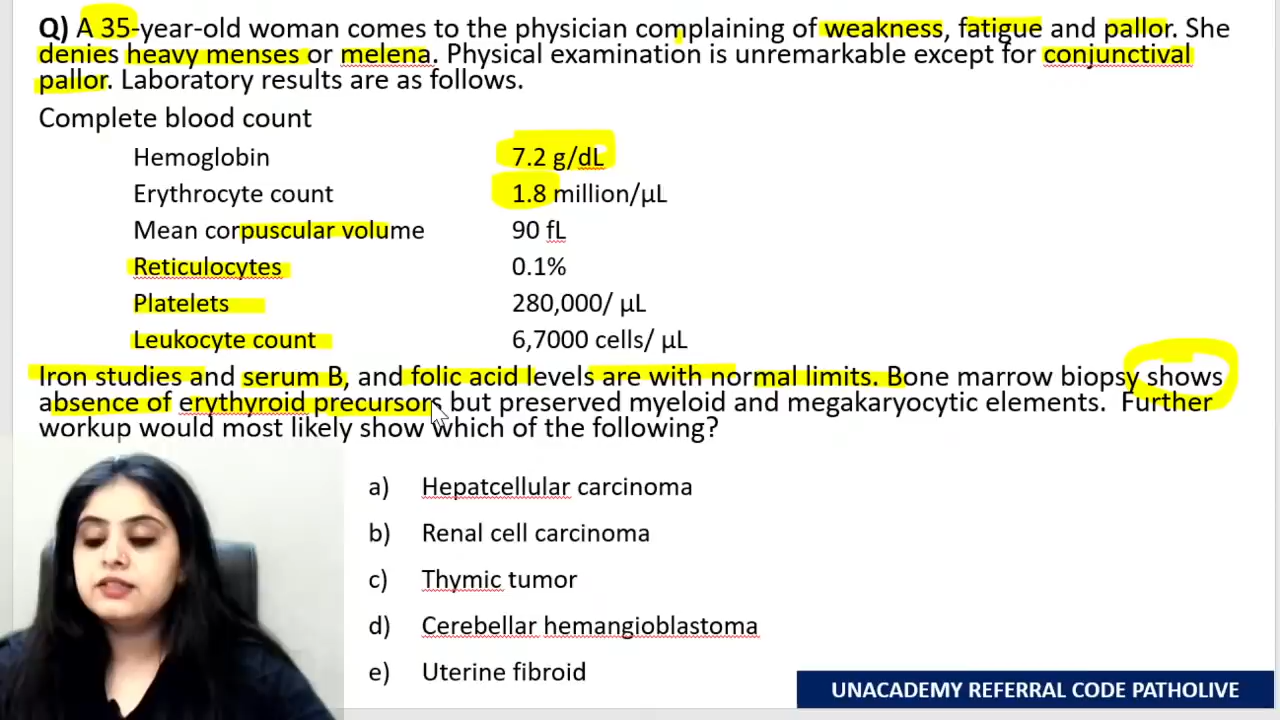 Q) A 35-year-old woman comes to the physician complaining of weakness, fatigue and pallor. She
denies heavy menses or melena. Physical examination is unremarkable except for conjunctival
pallor. Laboratory results are as follows.
Complete blood count
Hemoglobin 7.2 g/dL
Erythrocyte count 1.8 million/µL
Mean corpuscular volume 90 fL
Reticulocytes 0.1%
Platelets 280,000/ µL
Leukocyte count 6,7000 cells/ µL
Iron studies and serum B, and folic acid levels are with normal limits. Bone marrow biopsy shows
absence of erythyroid precursors but preserved myeloid and megakaryocytic elements. Further
workup would most likely show which of the following?
a) Hepatcellular carcinoma
b) Renal cell carcinoma
c) Thymic tumor
d) Cerebellar hemangioblastoma
e) Uterine fibroid
UNACADEMY REFERRAL CODE PATHOLIVE